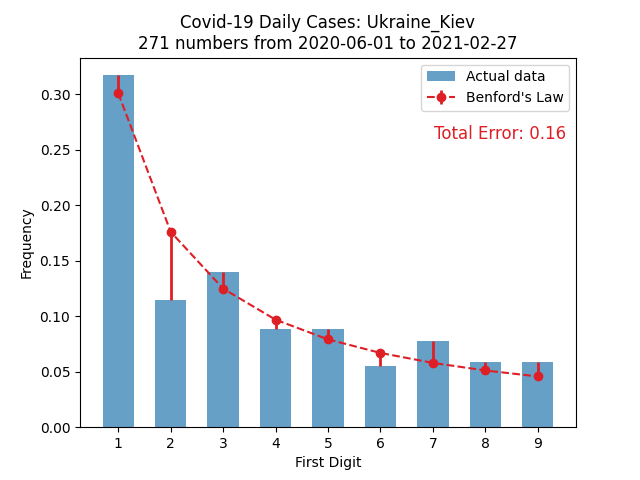 Covid-19 Daily Cases: Ukraine_Kiev
271 numbers from 2020-06-01 to 2021-02-27
Actual data
Benford's Law
Total Error: 0.16
Frequency
0.30
0.25
0.20
0.15
0.10
0.05
0.00
1 2 3 4 5 6 7 8 9
First Digit